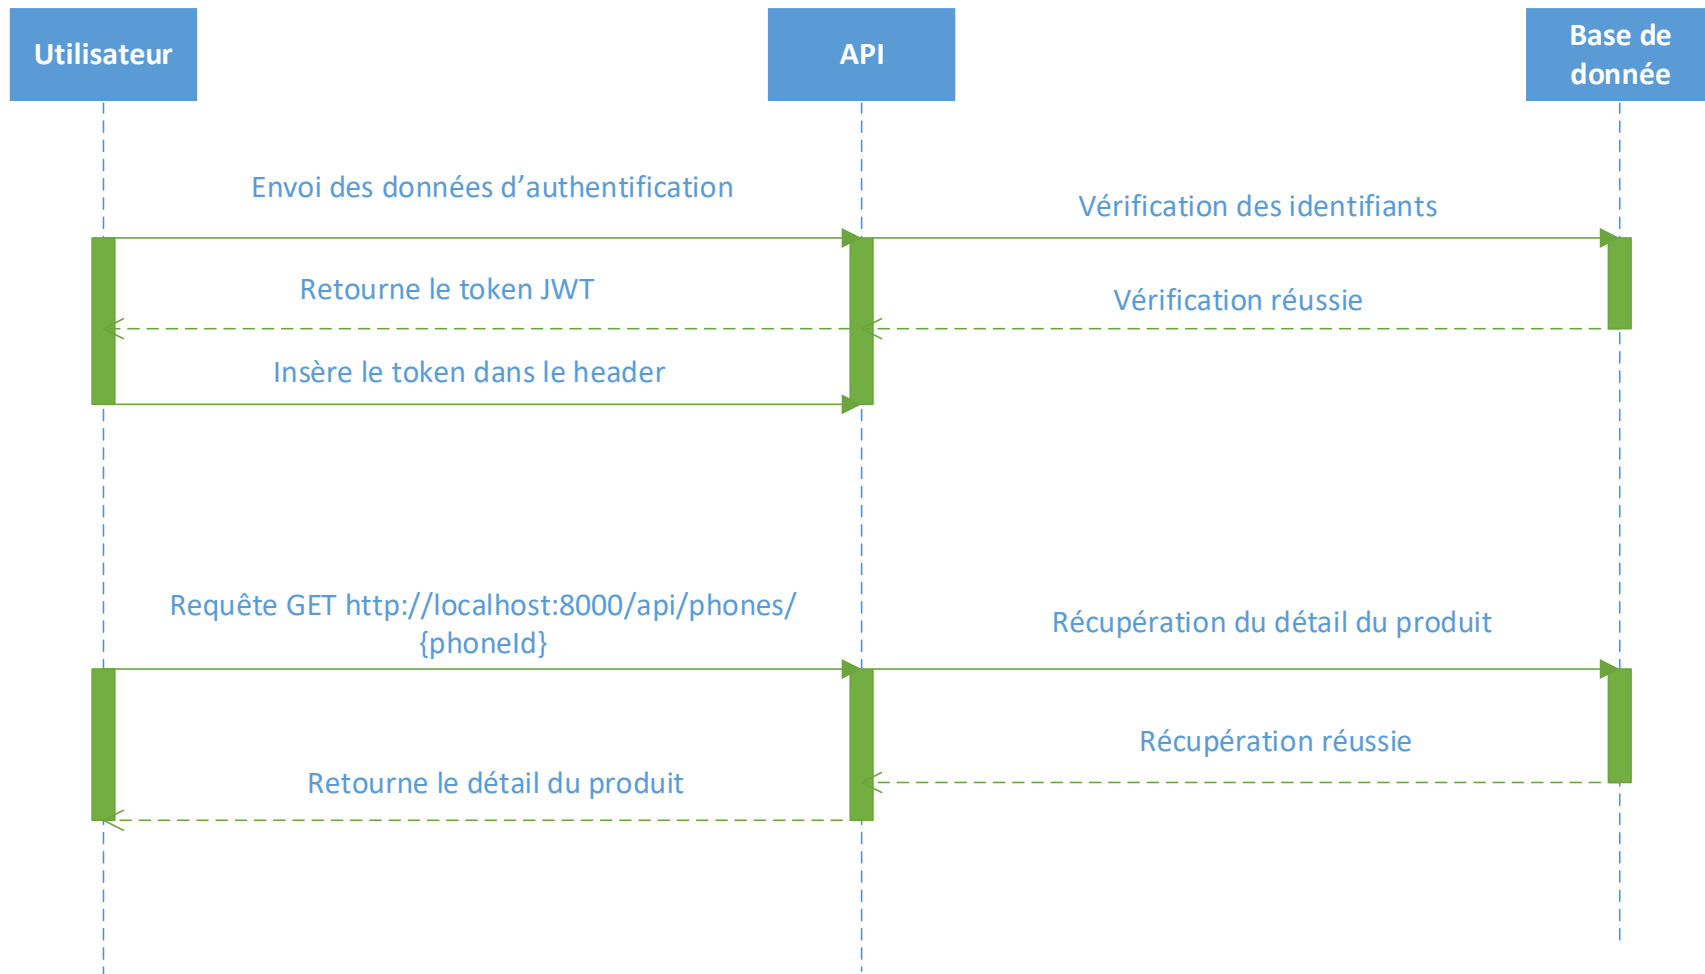 Utilisateur
API
Base de
donnée
Envoi des données d’authentification
Vérification des identifiants
Retourne le token JWT
Vérification réussie
Insère le token dans le header
Requête GET http://localhost:8000/api/phones/
{phoneId}
Récupération du détail du produit
Récupération réussie
Retourne le détail du produit